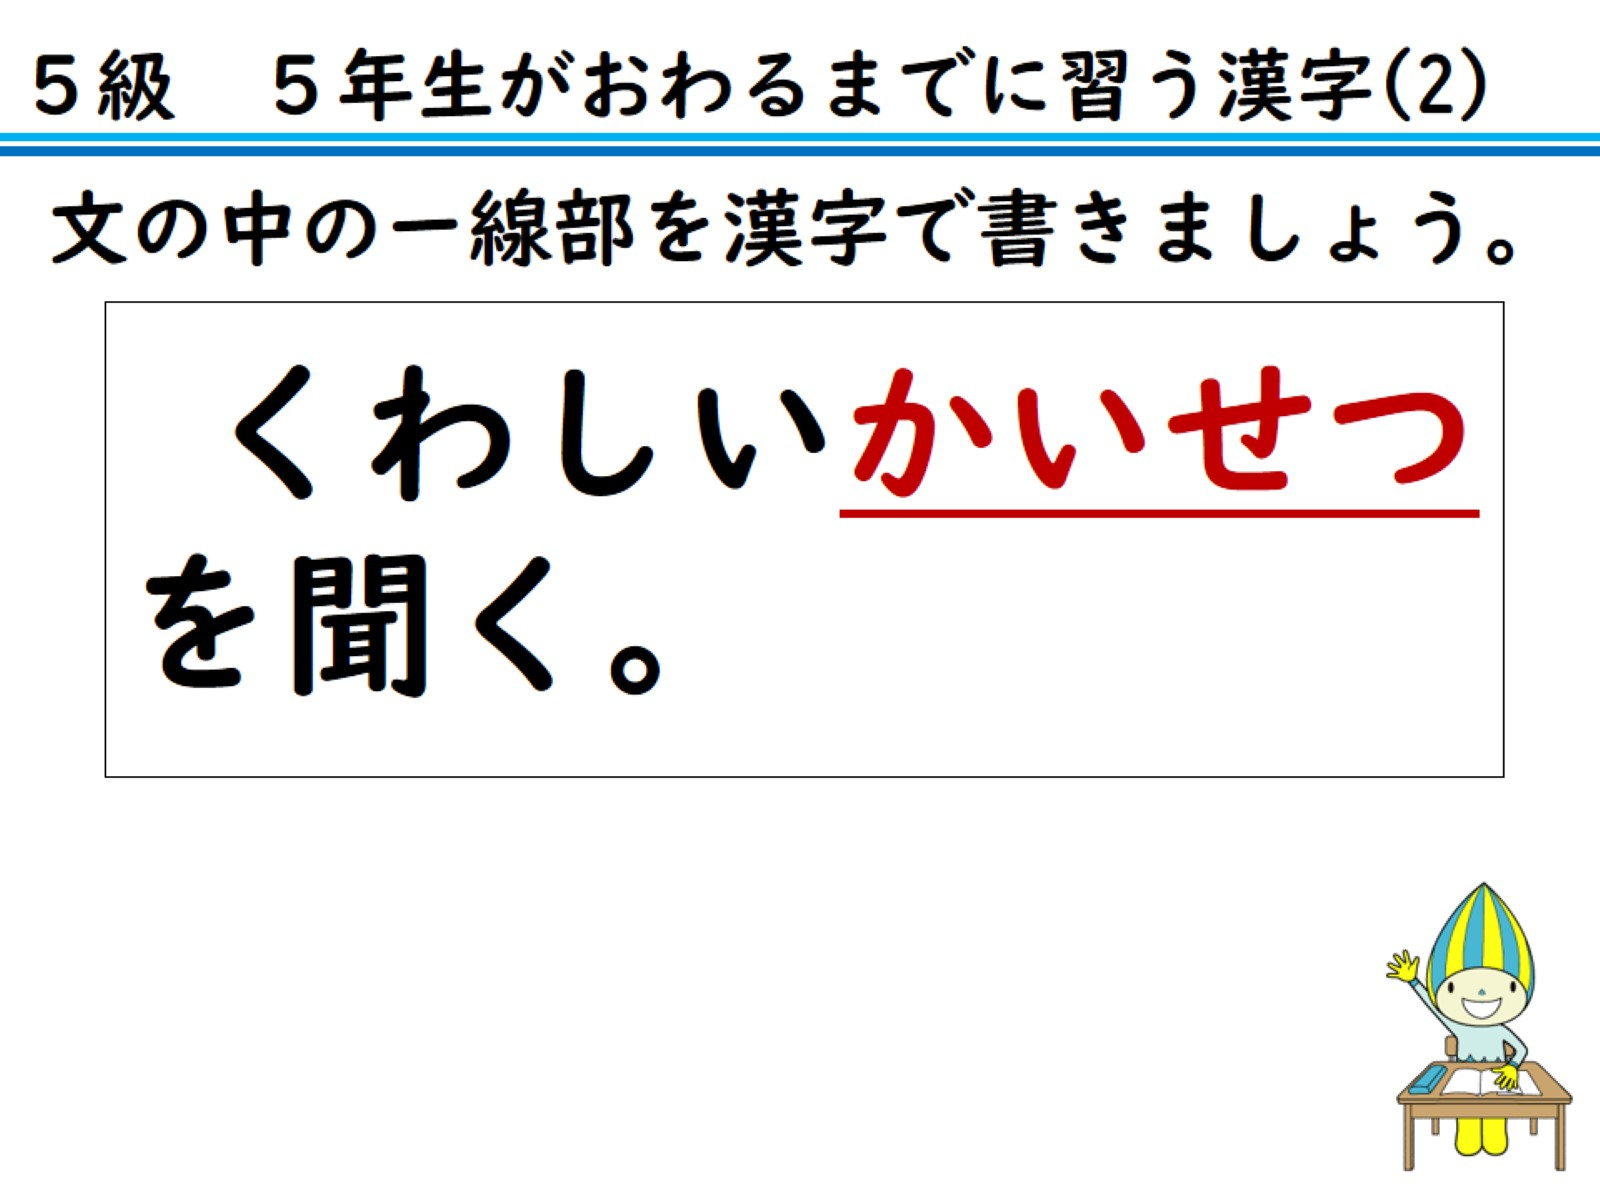 ５級　５年生がおわるまでに習う漢字(2)
文の中の一線部を漢字で書きましょう。
くわしいかいせつ
を聞く。